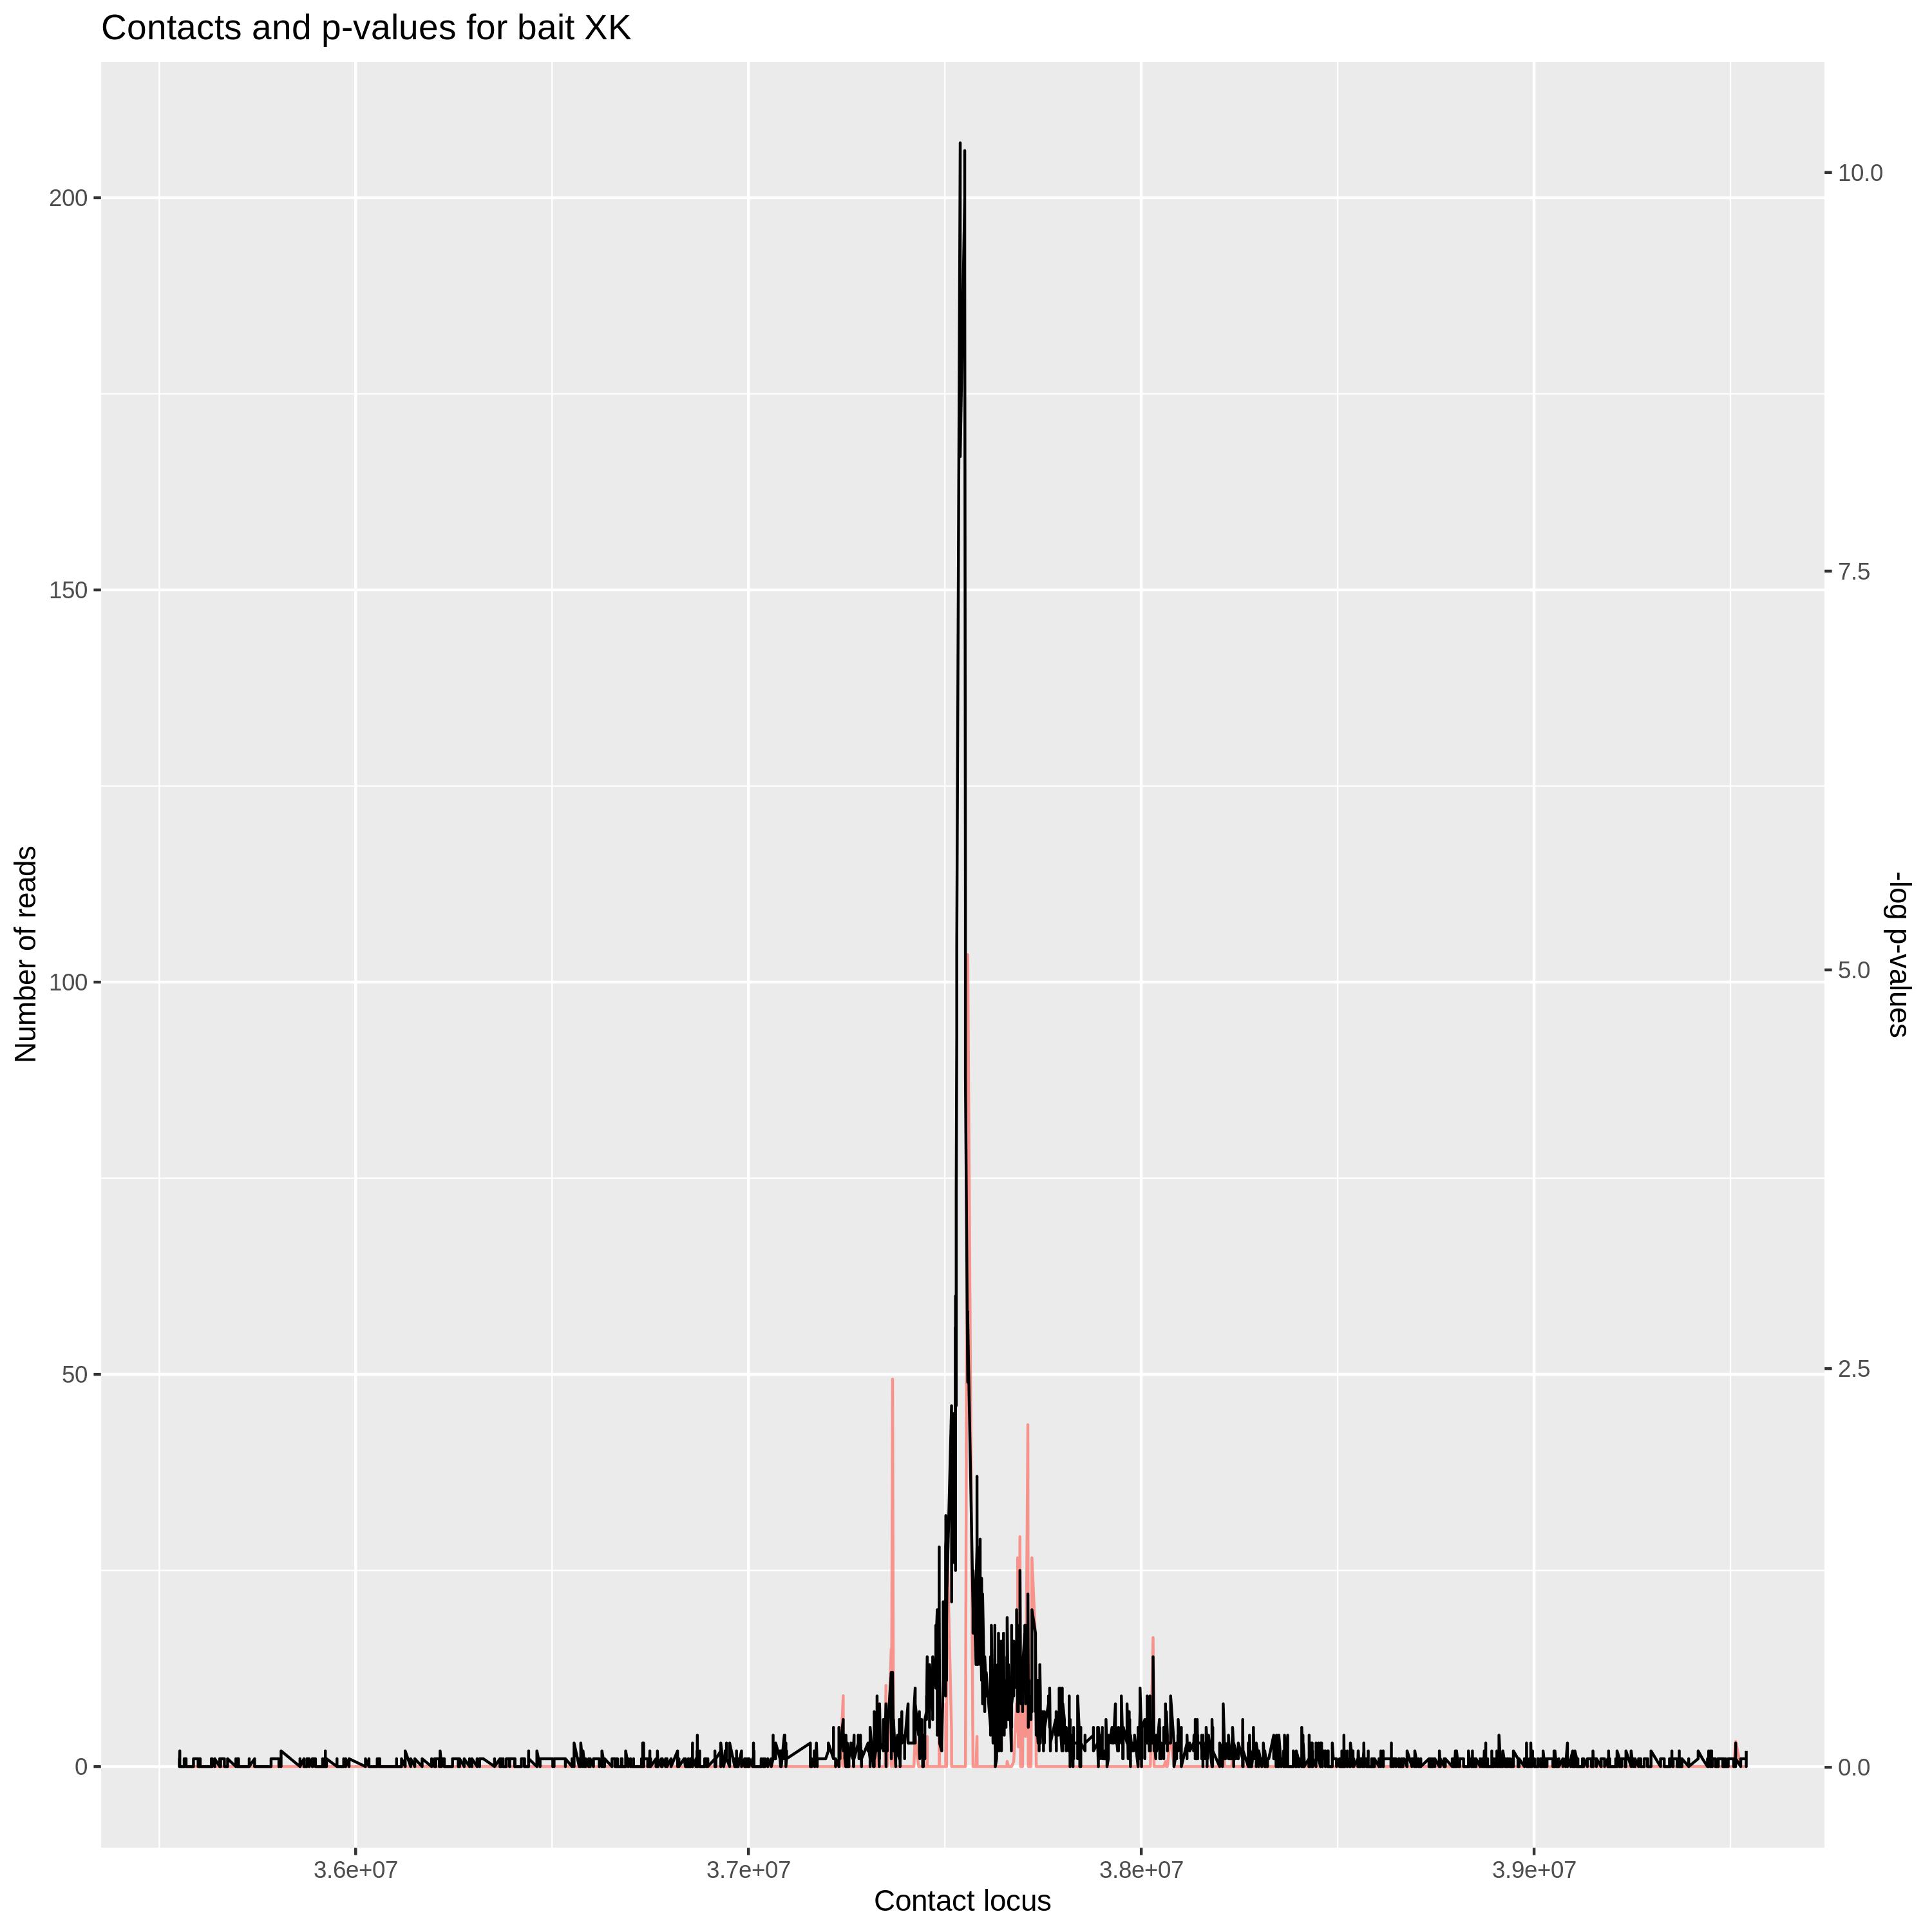 Contacts and p-values for bait XK
200
150
100
50
0
Number of reads
10.0
7.5
5.0
2.5
0.0
-log p-values
3.6e+07
3.7e+07
3.8e+07
3.9e+07
Contact locus